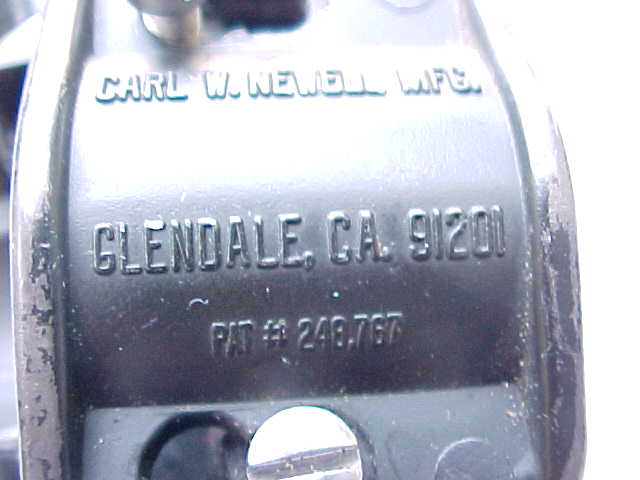 CARL W. NEWELL MFG.
GLENDALE, CA. 91201
PAT # 248,767